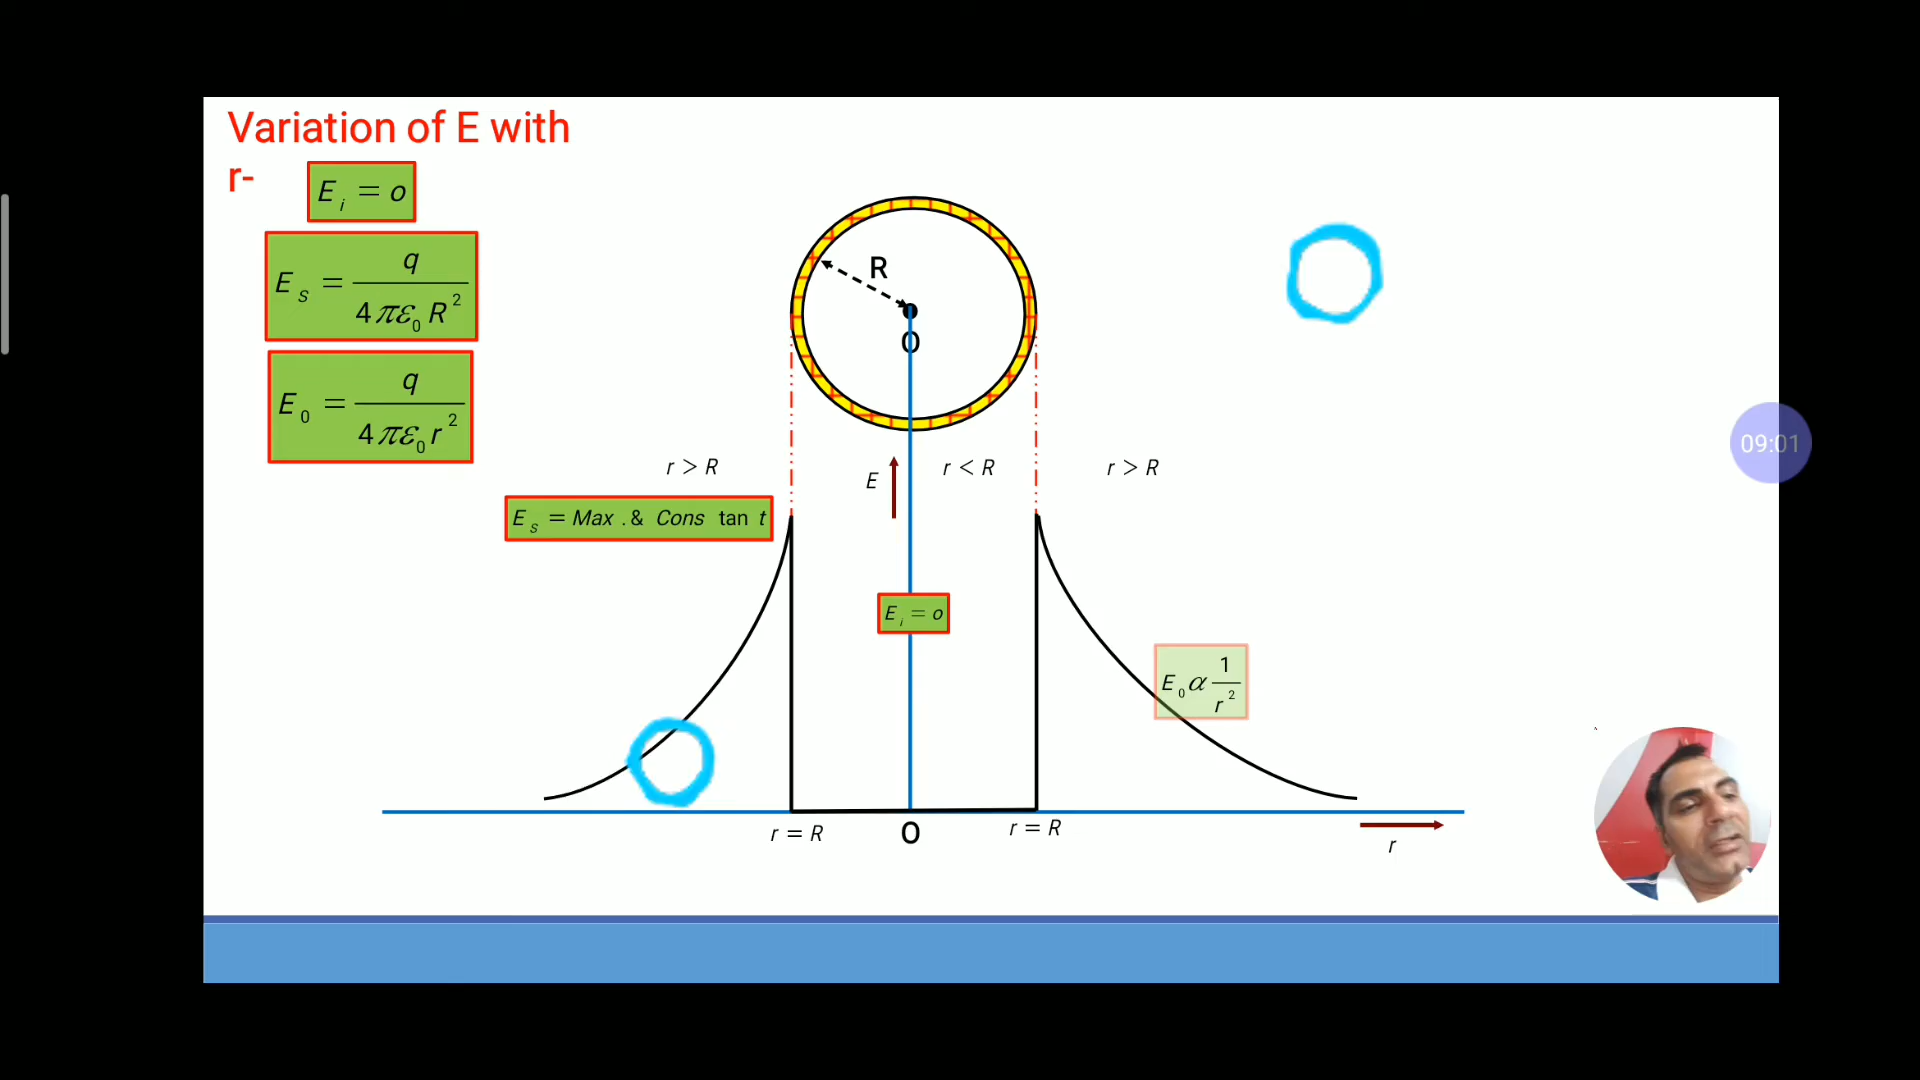 Variation of E with
r-
E_i = o
E_S = q / 4πε_0 R^2
E_0 = q / 4πε_0 r^2
R
O
09:01
r > R
E
r < R
r > R
E_s = Max . & Cons tan t
E_i = o
E_0 α 1 / r^2
r = R
O
r = R
r